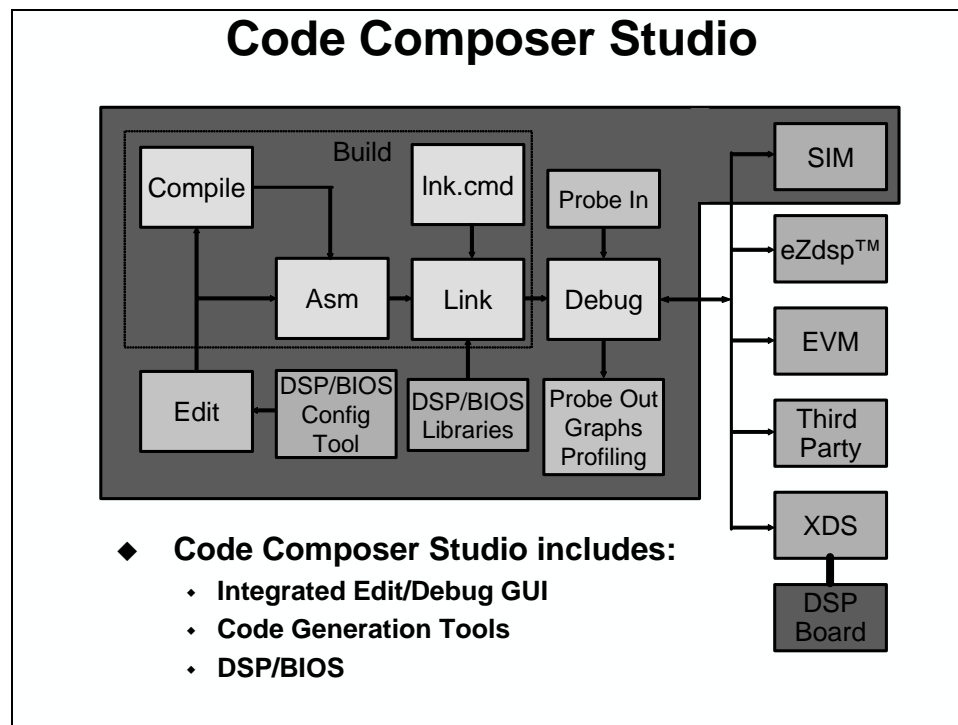 Code Composer Studio
Build
Compile
lnk.cmd
Probe In
SIM
eZdsp™
Asm
Link
Debug
EVM
Edit
DSP/BIOS
Config
Tool
DSP/BIOS
Libraries
Probe Out
Graphs
Profiling
Third
Party
XDS
DSP
Board
◆ Code Composer Studio includes:
◆ Integrated Edit/Debug GUI
◆ Code Generation Tools
◆ DSP/BIOS